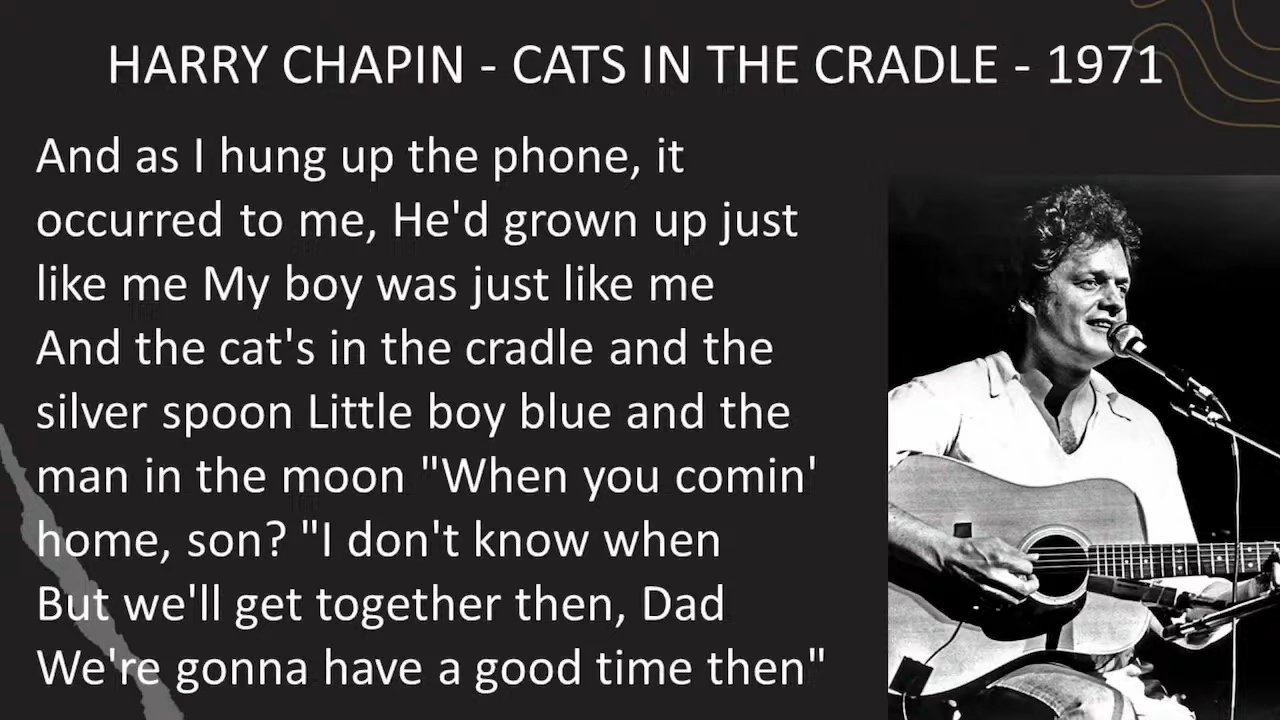 HARRY CHAPIN - CATS IN THE CRADLE - 1971
And as I hung up the phone, it
occurred to me, He'd grown up just
like me My boy was just like me
And the cat's in the cradle and the
silver spoon Little boy blue and the
man in the moon "When you comin'
home, son? "I don't know when
But we'll get together then, Dad
We're gonna have a good time then"